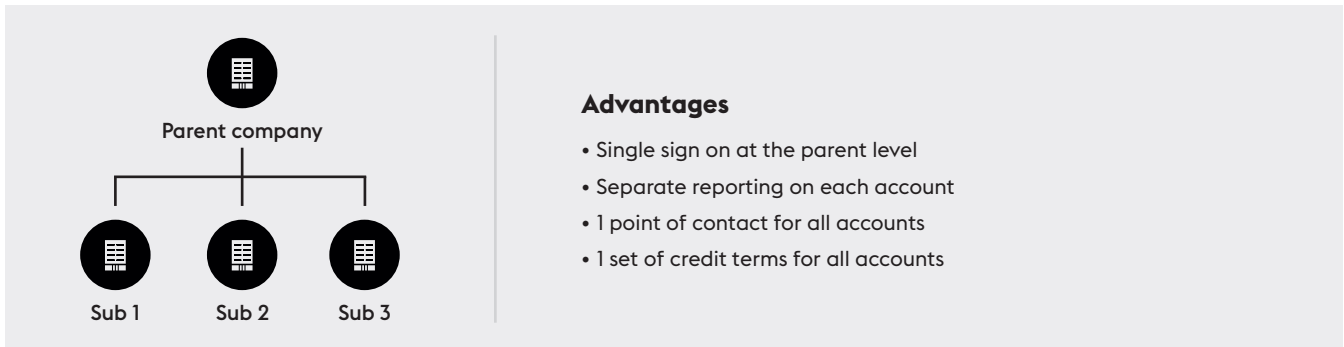 Parent company
Sub 1
Sub 2
Sub 3
Advantages
• Single sign on at the parent level
• Separate reporting on each account
• 1 point of contact for all accounts
• 1 set of credit terms for all accounts